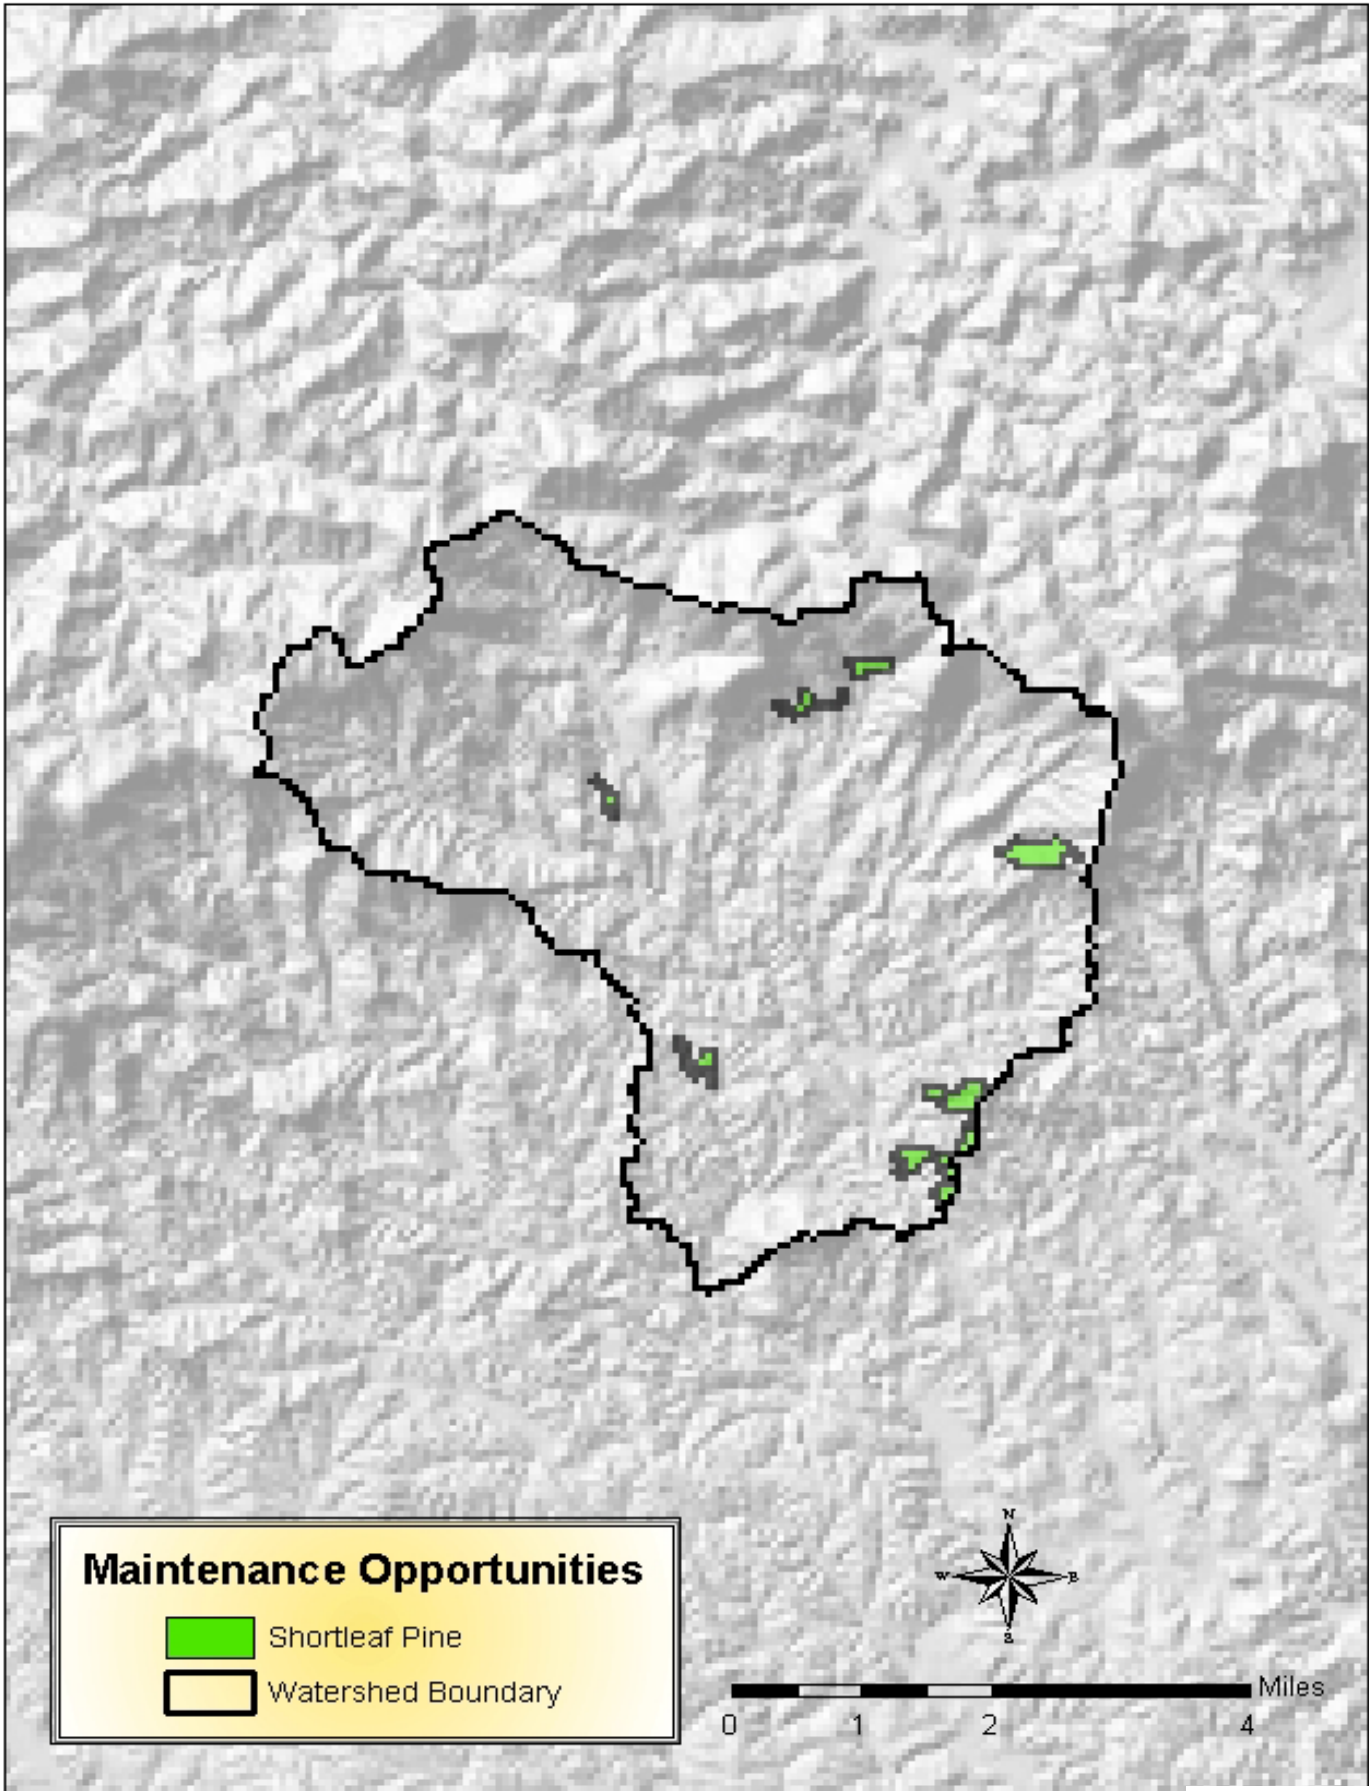 Maintenance Opportunities
Shortleaf Pine
Watershed Boundary
N
W E
S
Miles
0 1 2 4